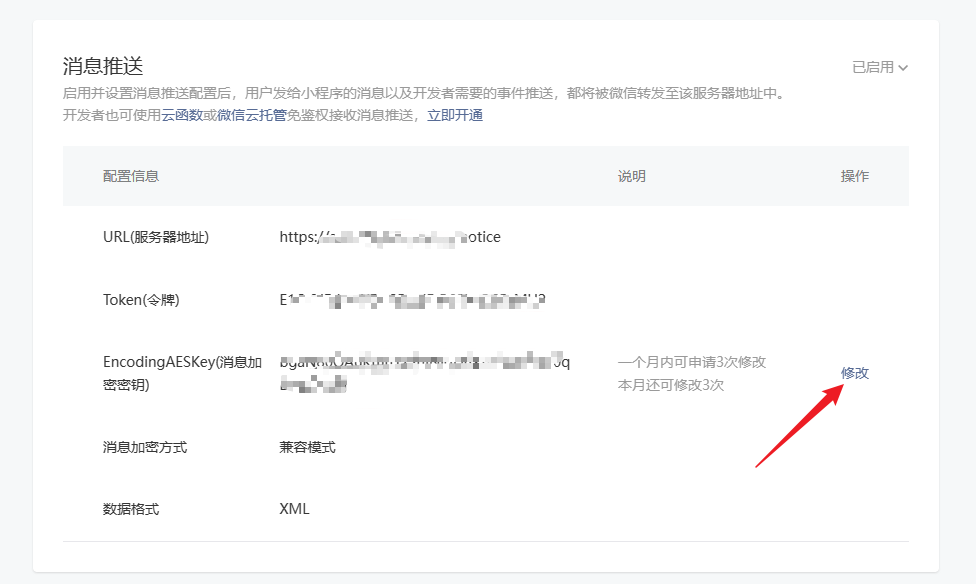 消息推送
已启用
启用并设置消息推送配置后，用户发给小程序的消息以及开发者需要的事件推送，都将被微信转发至该服务器地址中。
开发者也可使用云函数或微信云托管免鉴权接收消息推送，立即开通
配置信息 说明 操作
URL(服务器地址) https:/ otice
Token(令牌)
EncodingAESKey(消息加
密密钥)
一个月内可申请3次修改
本月还可修改3次
修改
消息加密方式 兼容模式
数据格式 XML